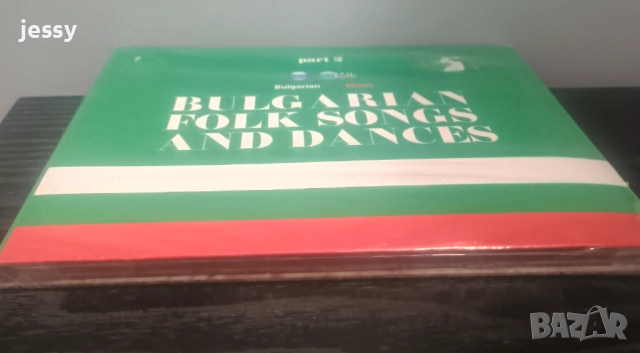 jessy
part 2
Bulgarian
BULGARIAN
FOLK SONGS
AND DANCES
BAZAR